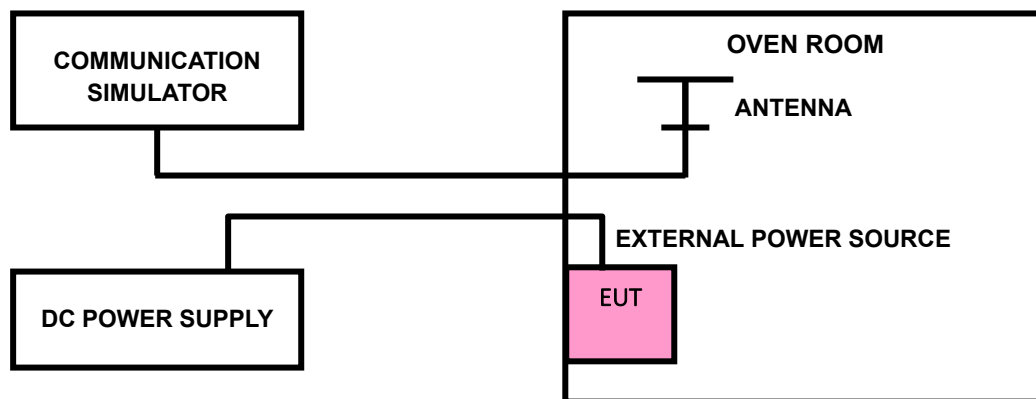 COMMUNICATION
SIMULATOR
OVEN ROOM
ANTENNA
EXTERNAL POWER SOURCE
DC POWER SUPPLY
EUT